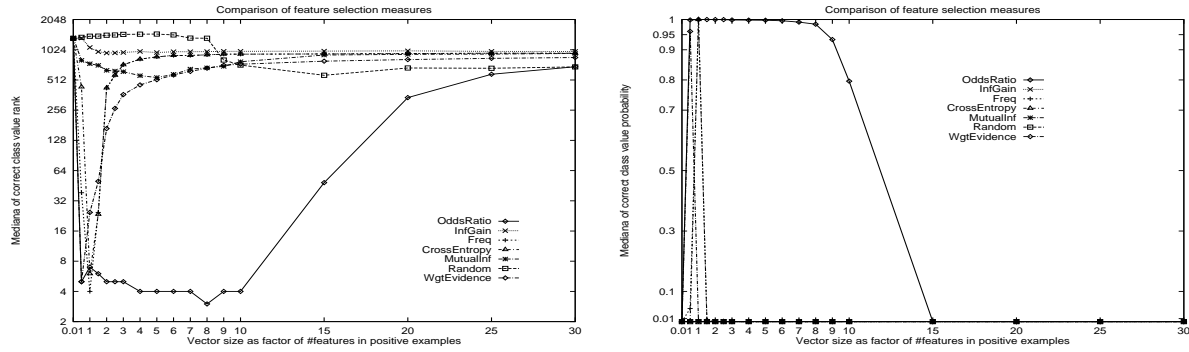 Comparison of feature selection measures
Mediana of correct class value rank
2048
1024
512
256
128
64
32
16
8
4
2
OddsRatio
InfGain
Freq
CrossEntropy
MutualInf
Random
WgtEvidence
0.01 1 2 3 4 5 6 7 8 9 10 15 20 25 30
Vector size as factor of #features in positive examples
Comparison of feature selection measures
Mediana of correct class value probability
1
0.95
0.9
0.8
0.7
0.5
0.3
0.1
0.01
OddsRatio
InfGain
Freq
CrossEntropy
MutualInf
Random
WgtEvidence
0.01 1 2 3 4 5 6 7 8 9 10 15 20 25 30
Vector size as factor of #features in positive examples